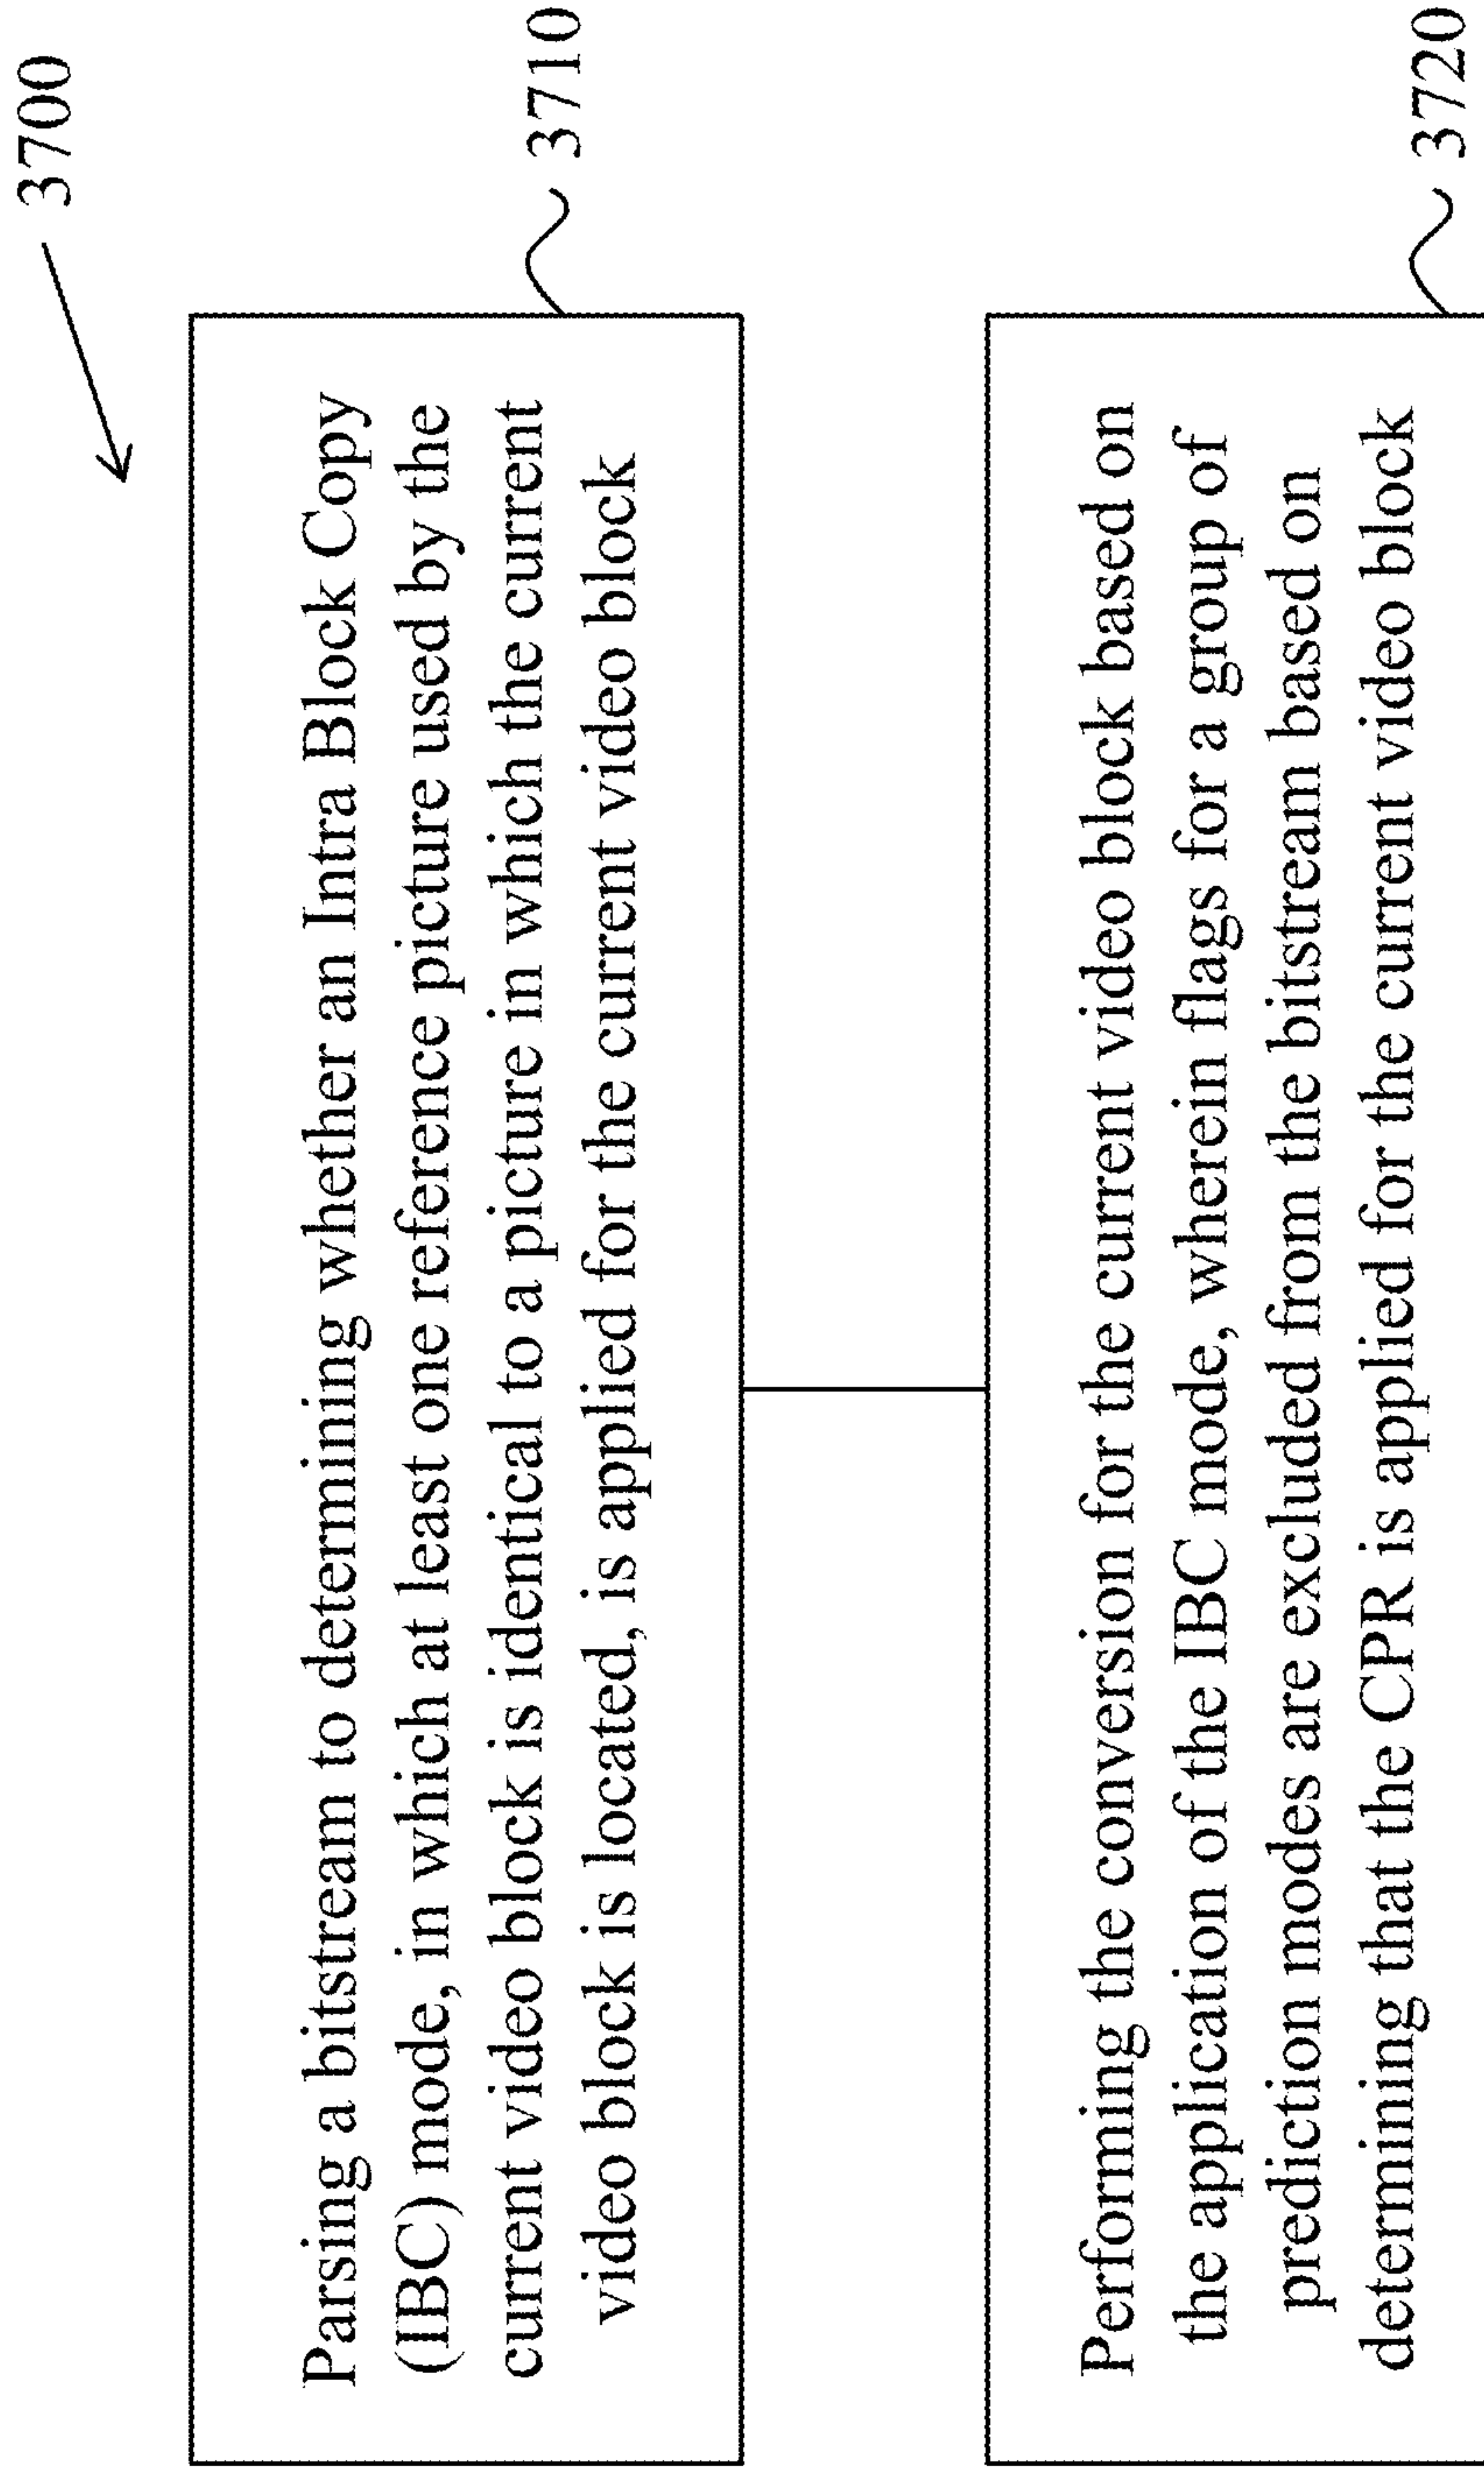 3700
Parsing a bitstream to determining whether an Intra Block Copy
(IBC) mode, in which at least one reference picture used by the
current video block is identical to a picture in which the current
video block is located, is applied for the current video block
3710
Performing the conversion for the current video block based on
the application of the IBC mode, wherein flags for a group of
prediction modes are excluded from the bitstream based on
determining that the CPR is applied for the current video block
3720